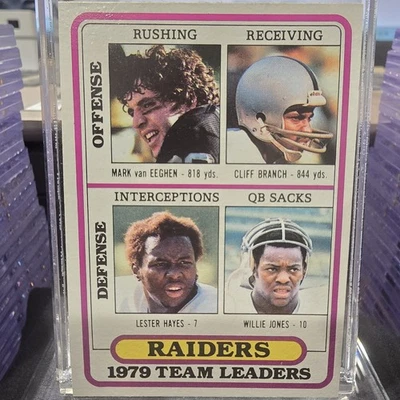 OFFENSE
RUSHING RECEIVING
MARK van EEGHEN - 818 yds. CLIFF BRANCH - 844 yds.
DEFENSE
INTERCEPTIONS QB SACKS
LESTER HAYES - 7 WILLIE JONES - 10
RAIDERS
1979 TEAM LEADERS